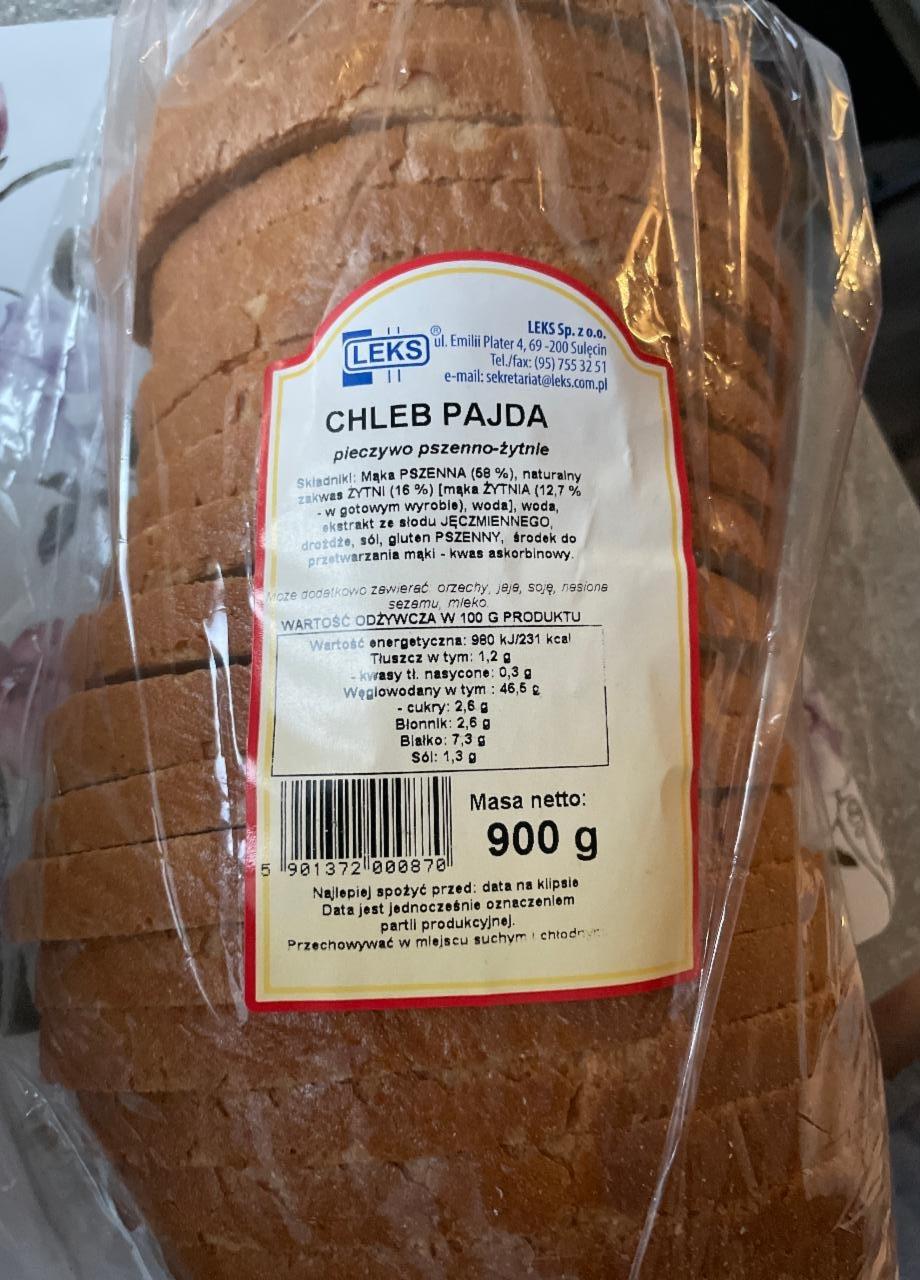 LEKS®
LEKS Sp. z o.o.
ul. Emilii Plater 4, 69 -200 Sulęcin
Tel./fax: (95) 755 32 51
e-mail: sekretariat@leks.com.pl
CHLEB PAJDA
pieczywo pszenno-żytnie
Składniki: Mąka PSZENNA (58 %), naturalny
zakwas ŻYTNI (16 %) [mąka ŻYTNIA (12,7 %
- w gotowym wyrobie), woda], woda,
ekstrakt ze słodu JĘCZMIENNEGO,
drożdże, sól, gluten PSZENNY, środek do
przetwarzania mąki - kwas askorbinowy.
Może dodatkowo zawierać: orzechy, jaja, soję, nasiona
sezamu, mleko.
WARTOŚĆ ODŻYWCZA W 100 G PRODUKTU
Wartość energetyczna: 980 kJ/231 kcal
Tłuszcz w tym: 1,2 g
- kwasy tł. nasycone: 0,3 g
Węglowodany w tym : 46,5 g
- cukry: 2,6 g
Błonnik: 2,6 g
Białko: 7,3 g
Sól: 1,3 g
Masa netto:
900 g
5 901372 000870
Najlepiej spożyć przed: data na klipsie
Data jest jednocześnie oznaczeniem
partii produkcyjnej.
Przechowywać w miejscu suchym i